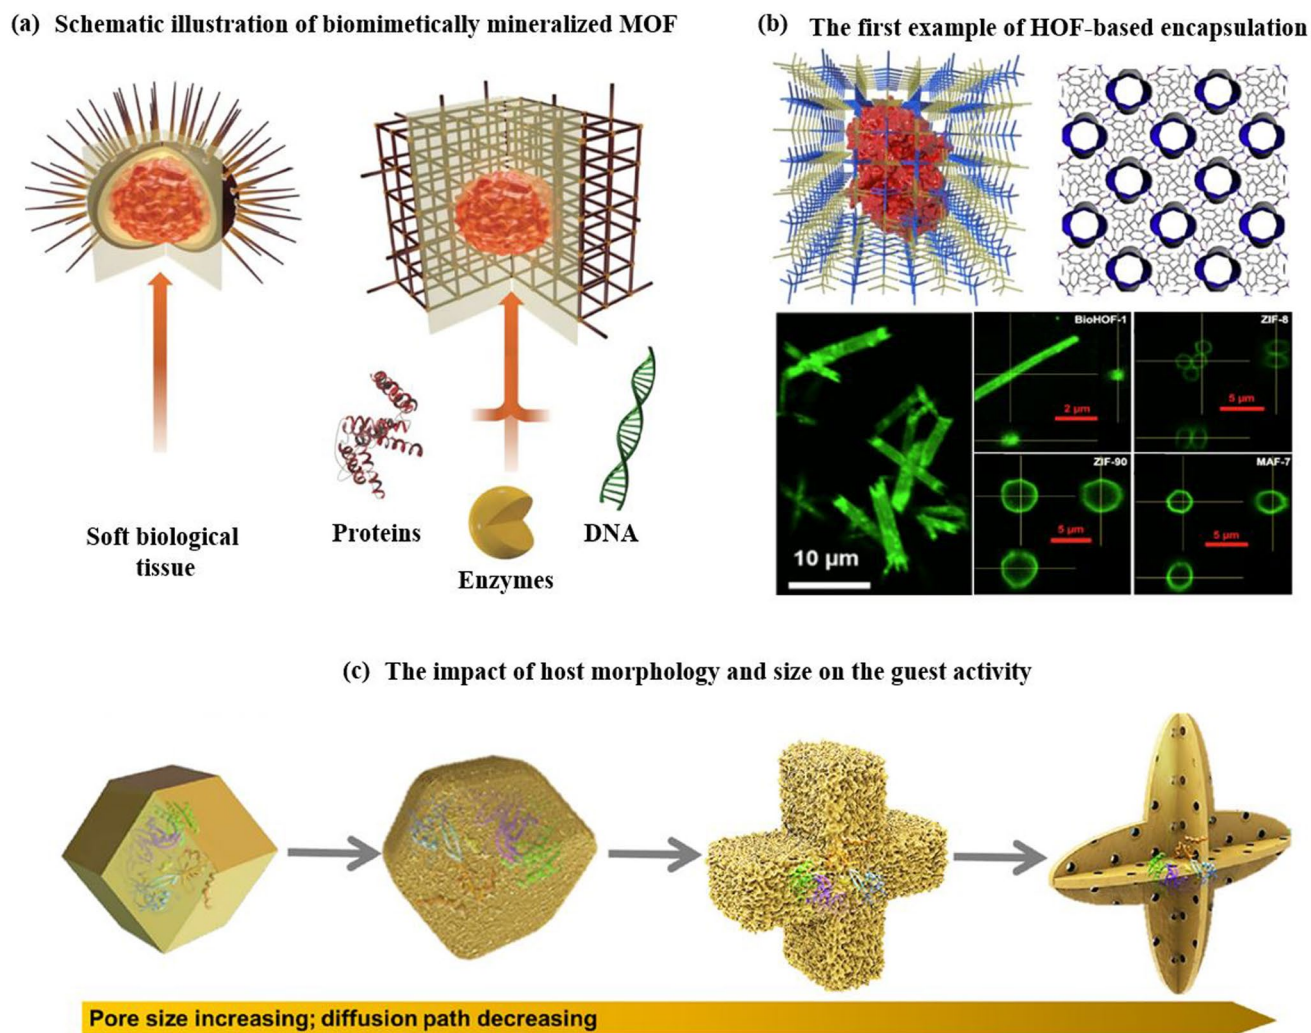 (a) Schematic illustration of biomimetically mineralized MOF
Soft biological
tissue
Proteins
Enzymes
DNA
(b) The first example of HOF-based encapsulation
10 μm
BioHOF-1
2 μm
ZIF-8
5 μm
ZIF-90
5 μm
MAF-7
5 μm
(c) The impact of host morphology and size on the guest activity
Pore size increasing; diffusion path decreasing